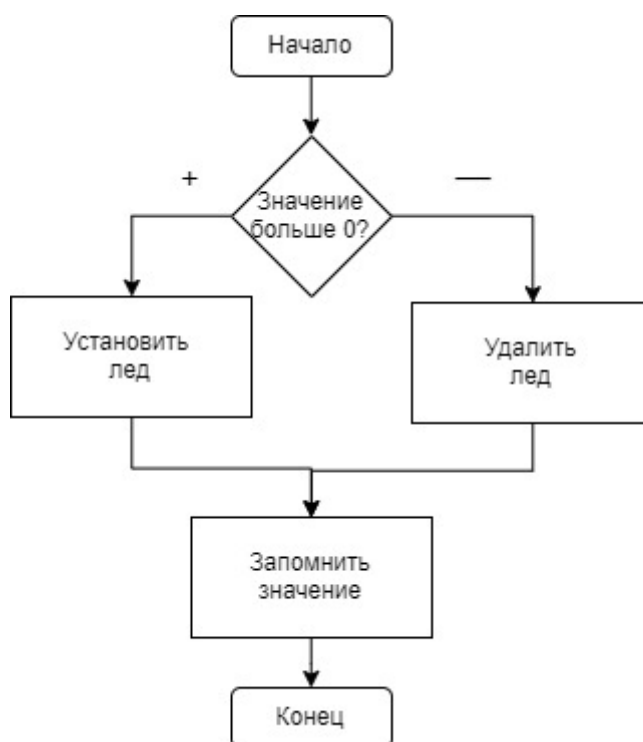 Начало
+
—
Значение
больше 0?
Установить
лед
Удалить
лед
Запомнить
значение
Конец